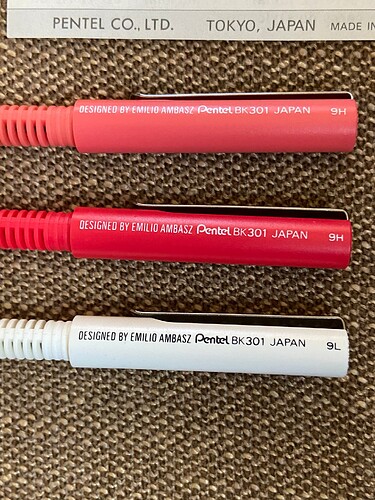 PENTEL CO., LTD. TOKYO, JAPAN MADE IN
DESIGNED BY EMILIO AMBASZ Pentel BK301 JAPAN 9H
DESIGNED BY EMILIO AMBASZ Pentel BK301 JAPAN 9H
DESIGNED BY EMILIO AMBASZ Pentel BK301 JAPAN 9L